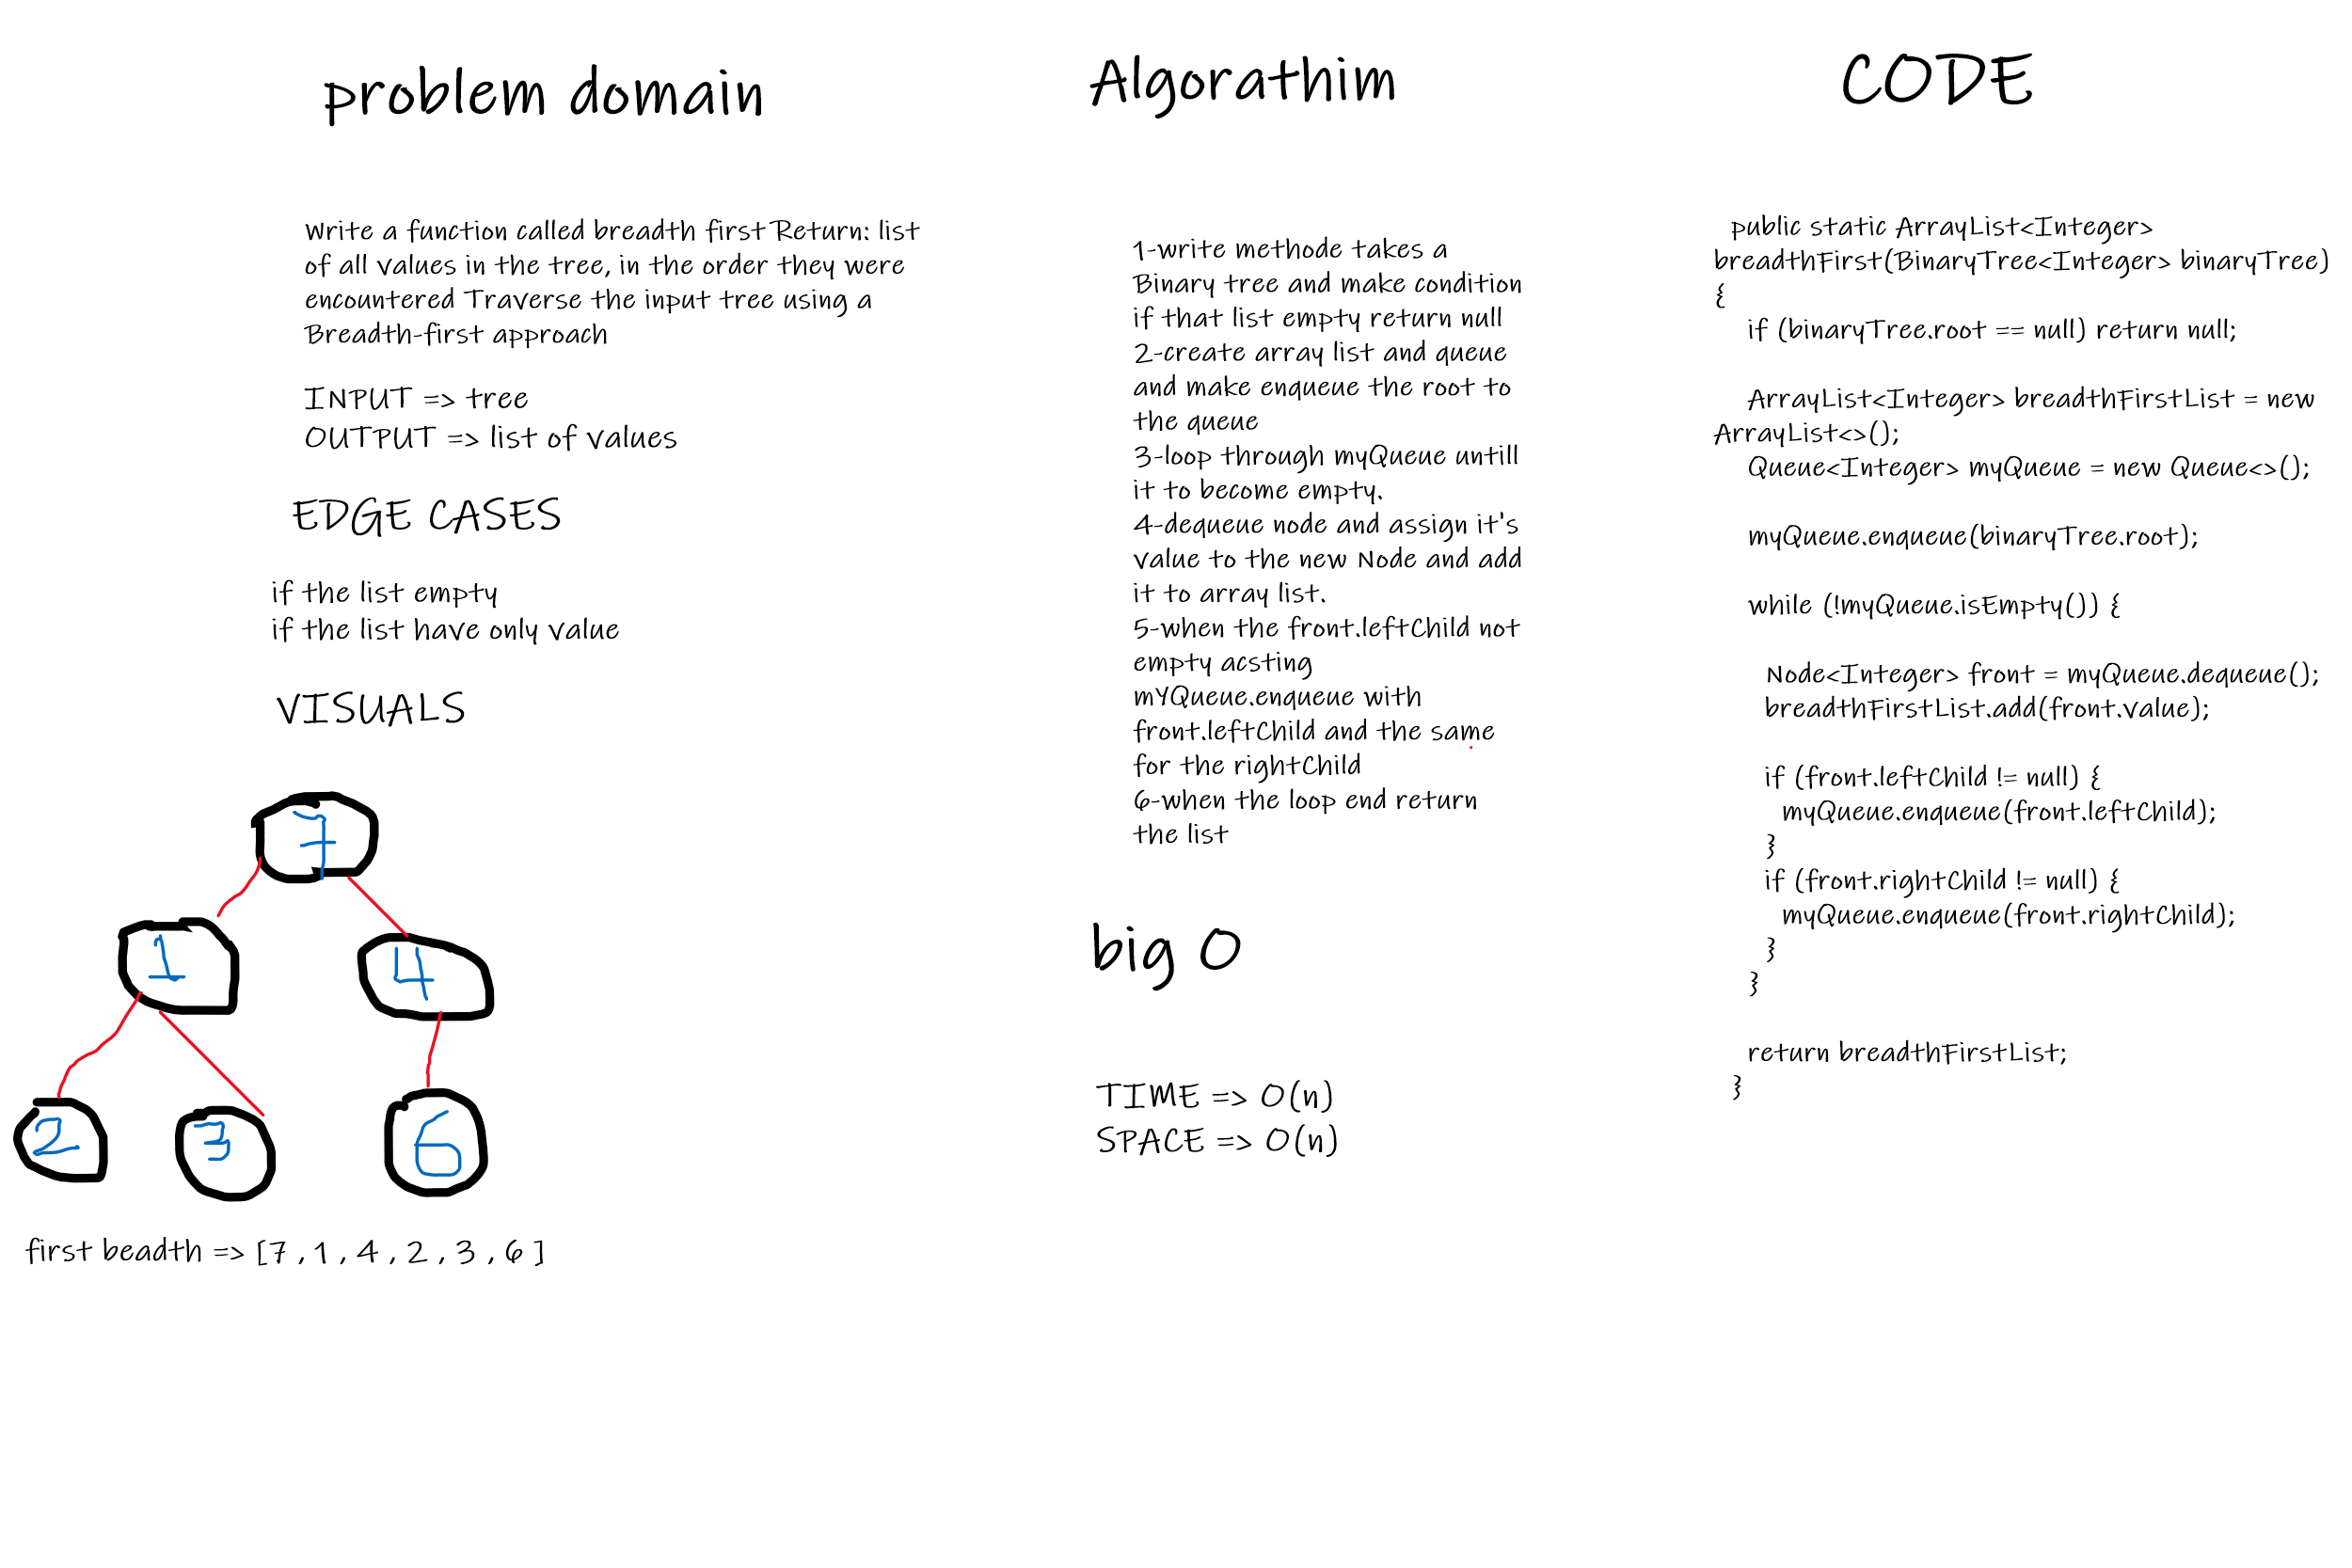 problem domain
Write a function called breadth first Return: list
of all values in the tree, in the order they were
encountered Traverse the input tree using a
Breadth-first approach
INPUT => tree
OUTPUT => list of values
EDGE CASES
if the list empty
if the list have only value
VISUALS
7
1
4
2
3
6
first beadth => [7 , 1 , 4 , 2 , 3 , 6 ]
Algorathim
1-write methode takes a
Binary tree and make condition
if that list empty return null
2-create array list and queue
and make enqueue the root to
the queue
3-loop through myQueue untill
it to become empty.
4-dequeue node and assign it's
value to the new Node and add
it to array list.
5-when the front.leftChild not
empty acsting
mYQueue.enqueue with
front.leftChild and the same
for the rightChild
6-when the loop end return
the list
big O
TIME => O(n)
SPACE => O(n)
CODE
public static ArrayList<Integer>
breadthFirst(BinaryTree<Integer> binaryTree)
{
if (binaryTree.root == null) return null;
ArrayList<Integer> breadthFirstList = new
ArrayList<>();
Queue<Integer> myQueue = new Queue<>();
myQueue.enqueue(binaryTree.root);
while (!myQueue.isEmpty()) {
Node<Integer> front = myQueue.dequeue();
breadthFirstList.add(front.value);
if (front.leftChild != null) {
myQueue.enqueue(front.leftChild);
}
if (front.rightChild != null) {
myQueue.enqueue(front.rightChild);
}
}
return breadthFirstList;
}